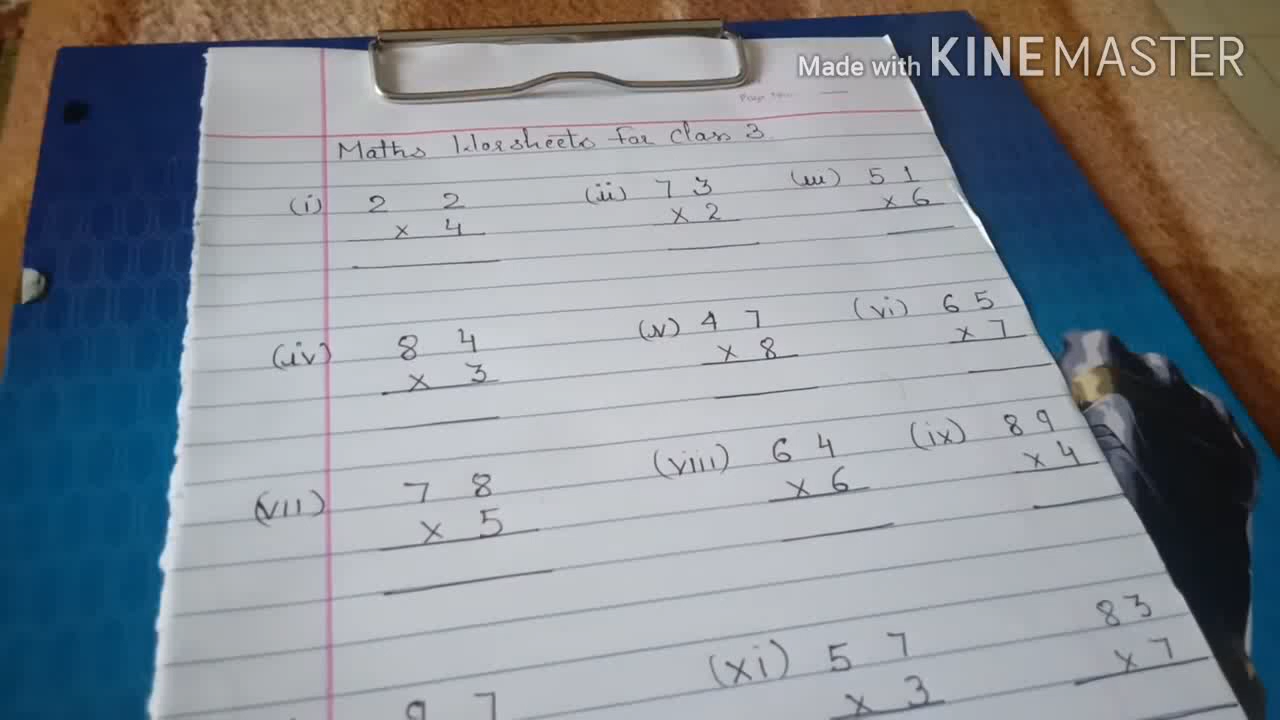 Made with KINEMASTER
Maths Worsheets For Class 3
(i) 2 2 (ii) 7 3 (iii) 5 1
x 4 x 2 x 6
(iv) 8 4 (v) 4 7 (vi) 6 5
x 3 x 8 x 7
(vii) 7 8 (viii) 6 4 (ix) 8 9
x 5 x 6 x 4
9 7 (xi) 5 7 8 3
x 3 x 7